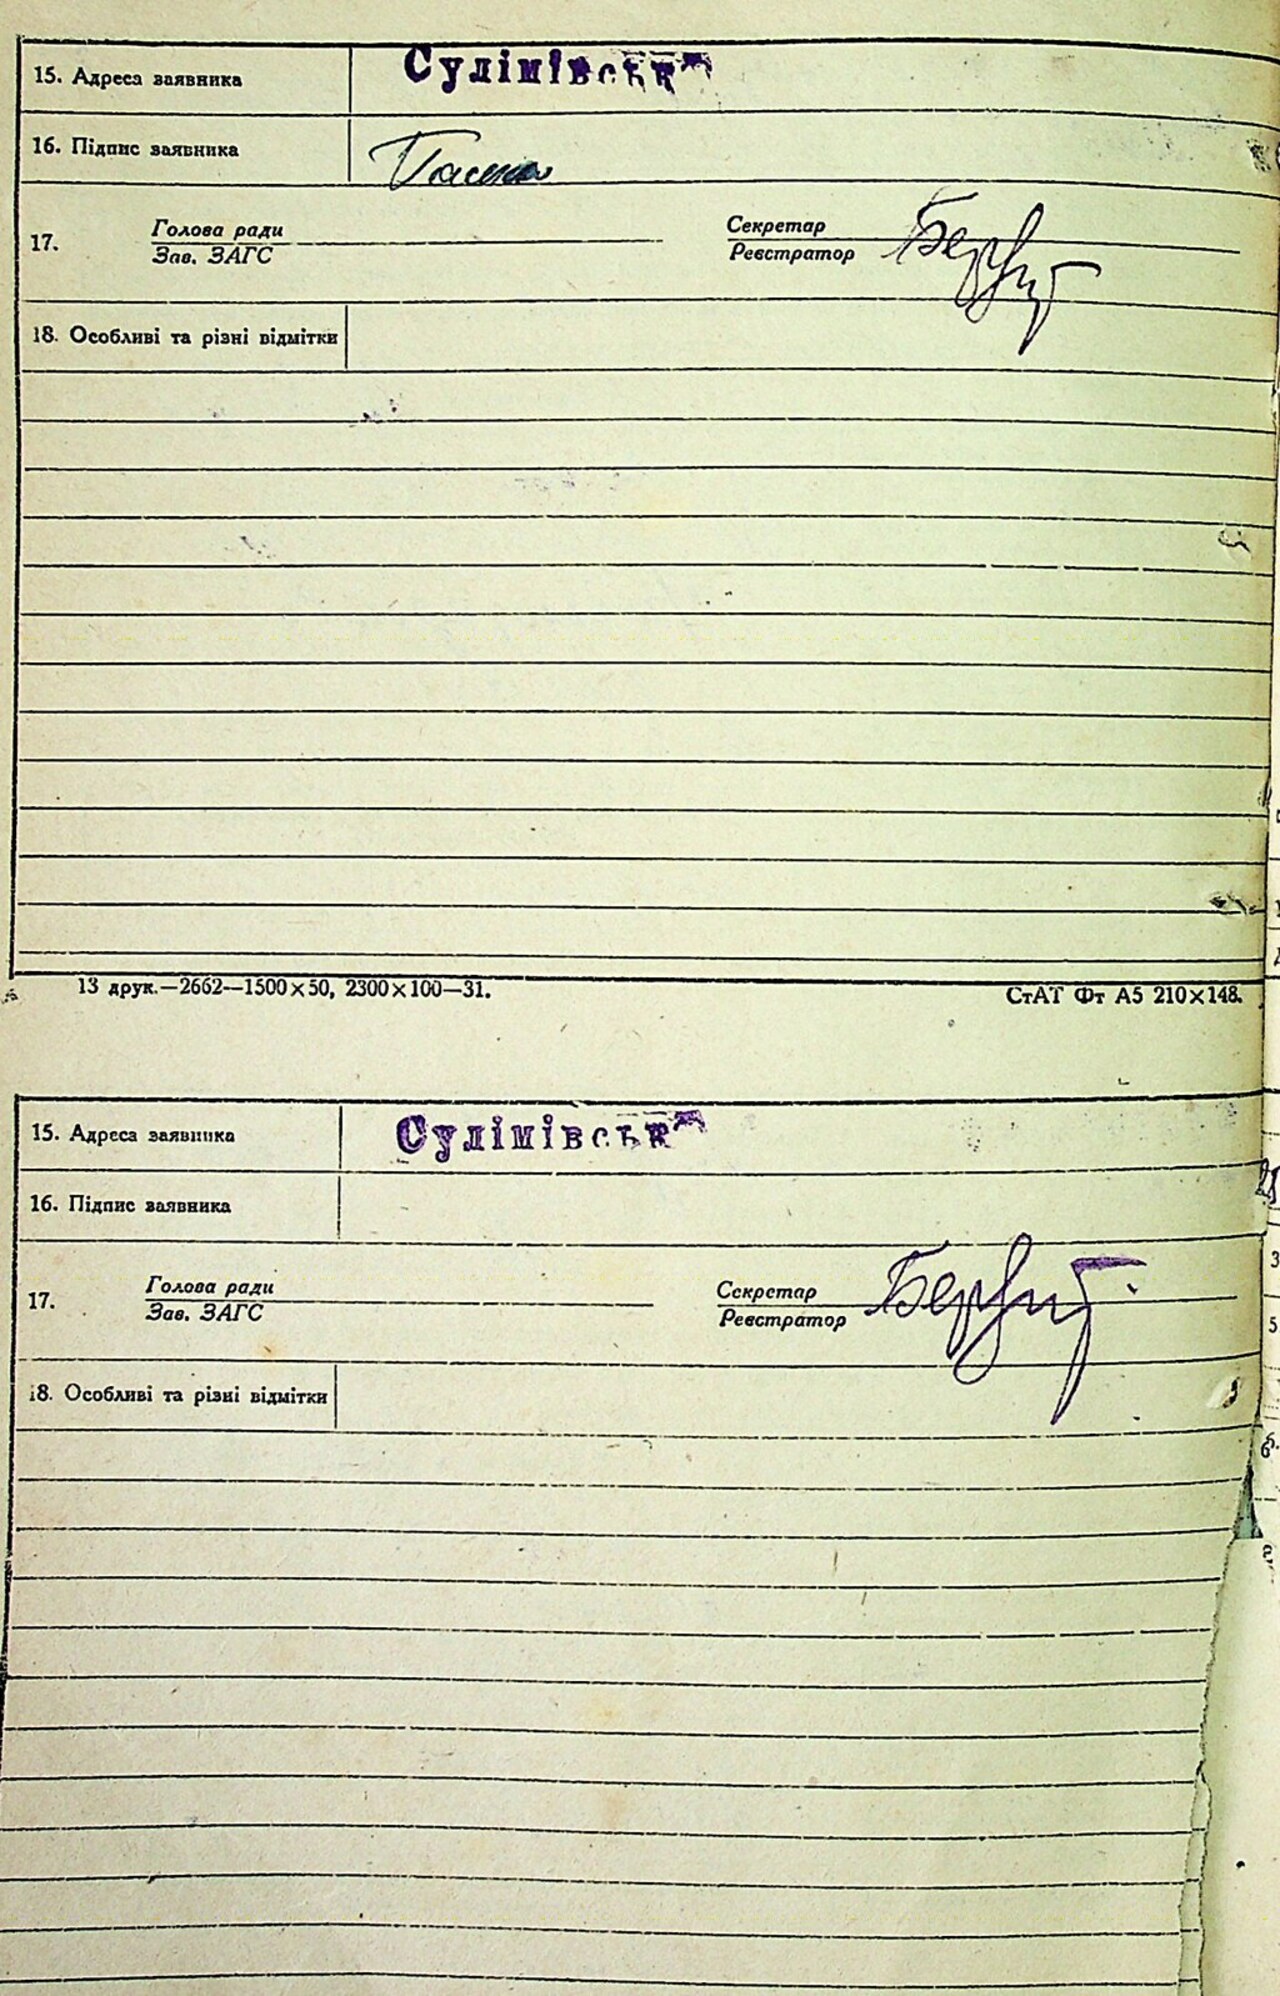 15. Адреса заявника Сулімівськ
16. Підпис заявника
17. Голова ради Секретар
Зав. ЗАГС Реєстратор
18. Особливі та різні відмітки
13 друк.—2662—1500×50, 2300×100—31. СтАТ Фт А5 210×148.
15. Адреса заявника Сулімівськ
16. Підпис заявника
17. Голова ради Секретар
Зав. ЗАГС Реєстратор
18. Особливі та різні відмітки